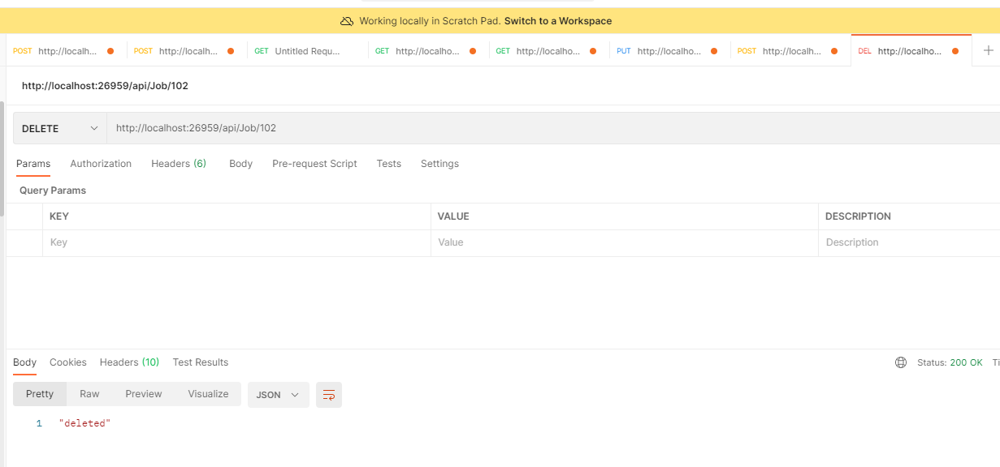 Working locally in Scratch Pad. Switch to a Workspace
POST http://localh... POST http://localh... GET Untitled Requ... GET http://localho... GET http://localho... PUT http://localho... POST http://localh... DEL http://localho...
http://localhost:26959/api/Job/102
DELETE http://localhost:26959/api/Job/102
Params Authorization Headers (6) Body Pre-request Script Tests Settings
Query Params
KEY VALUE DESCRIPTION
Key Value Description
Body Cookies Headers (10) Test Results Status: 200 OK
Pretty Raw Preview Visualize JSON
1 "deleted"